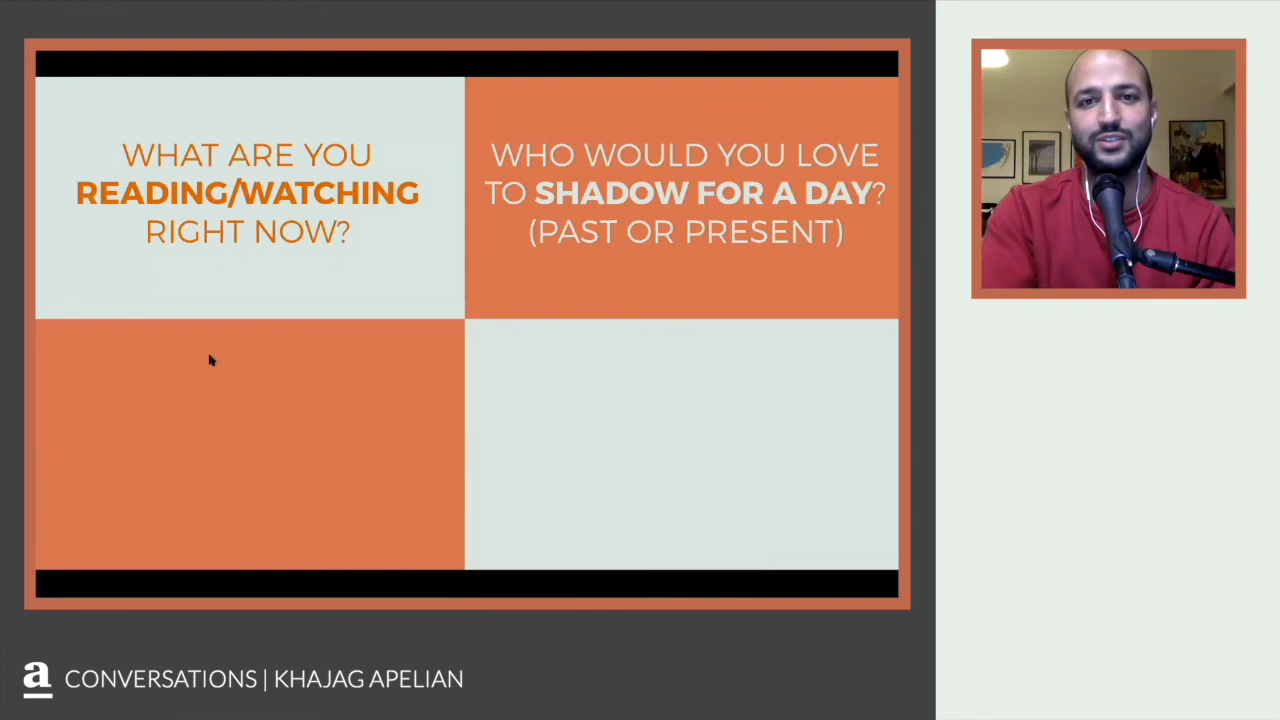 WHAT ARE YOU
READING/WATCHING
RIGHT NOW?
WHO WOULD YOU LOVE
TO SHADOW FOR A DAY?
(PAST OR PRESENT)
a CONVERSATIONS | KHAJAG APELIAN